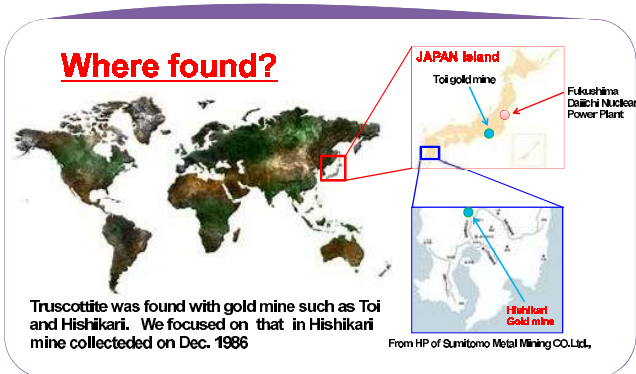 Where found?
JAPAN Island
Toii gold mine
Fukushima
Daiichi Nuclear
Power Plant
Hishikari
Gold mine
Truscottite was found with gold mine such as Toi
and Hishikari. We focused on that in Hishikari
mine collecteded on Dec. 1986
From HP of Sumitomo Metal Mining CO.Ltd.,